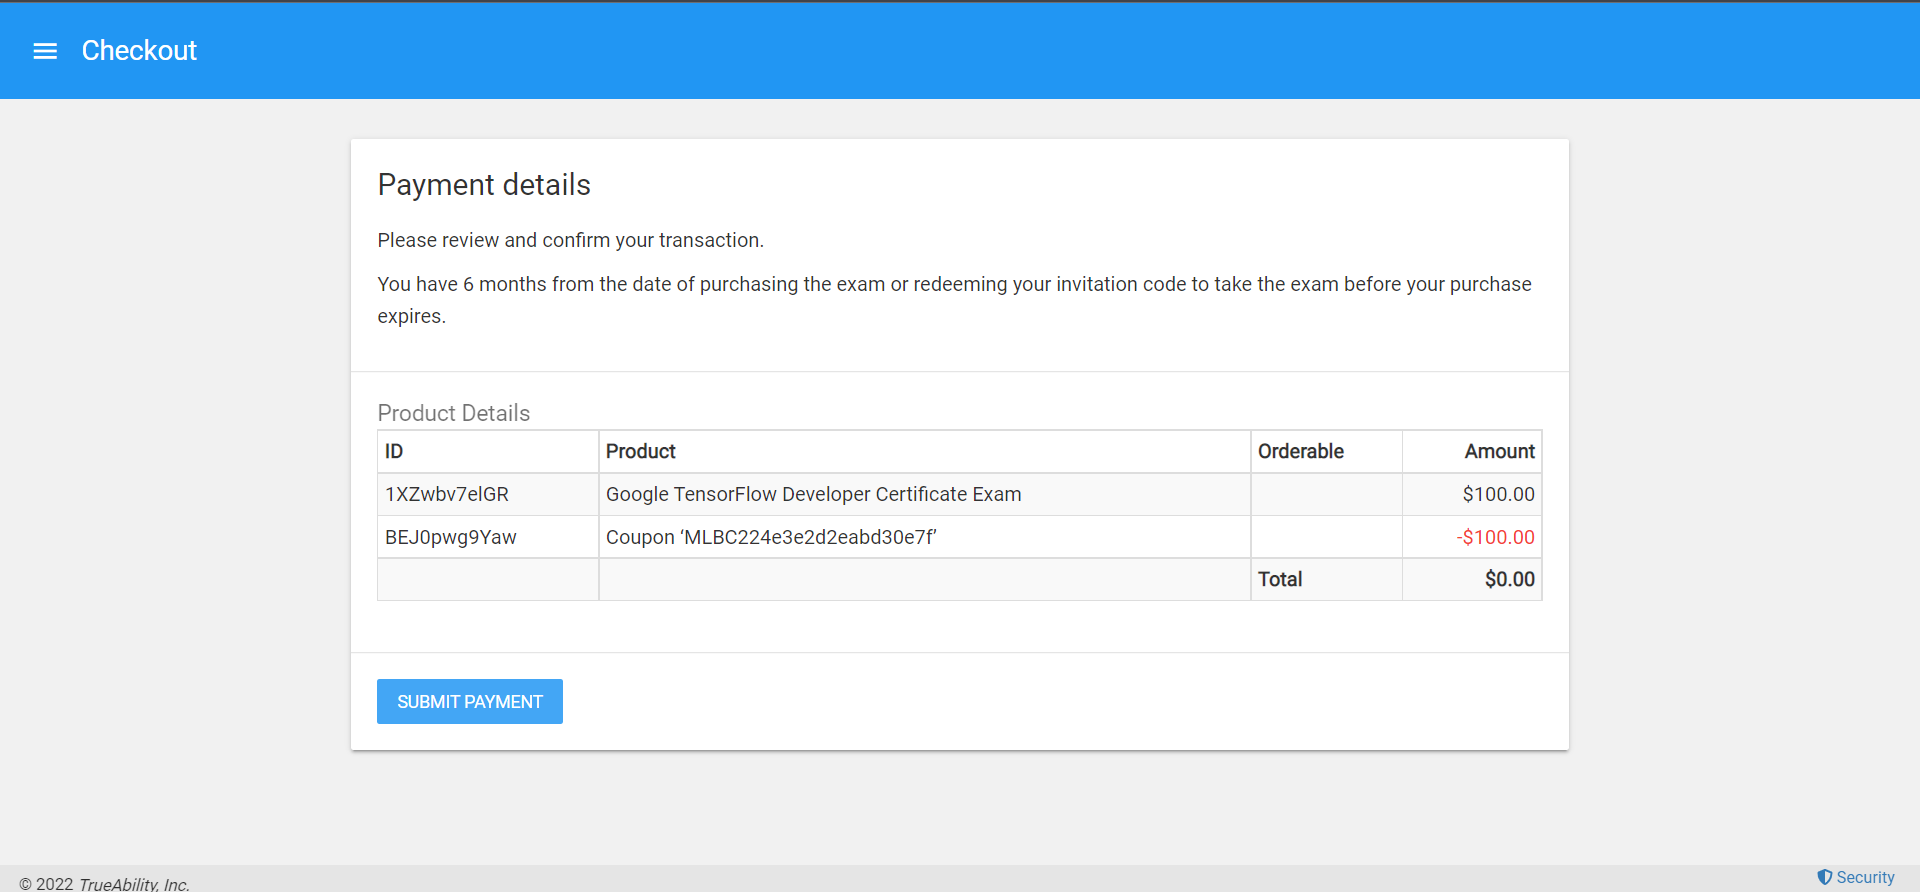 Checkout
Payment details
Please review and confirm your transaction.
You have 6 months from the date of purchasing the exam or redeeming your invitation code to take the exam before your purchase
expires.
Product Details
ID Product Orderable Amount
1XZwbv7elGR Google TensorFlow Developer Certificate Exam $100.00
BEJ0pwg9Yaw Coupon ‘MLBC224e3e2d2eabd30e7f’ -$100.00
Total $0.00
SUBMIT PAYMENT
© 2022 TrueAbility, Inc.
Security